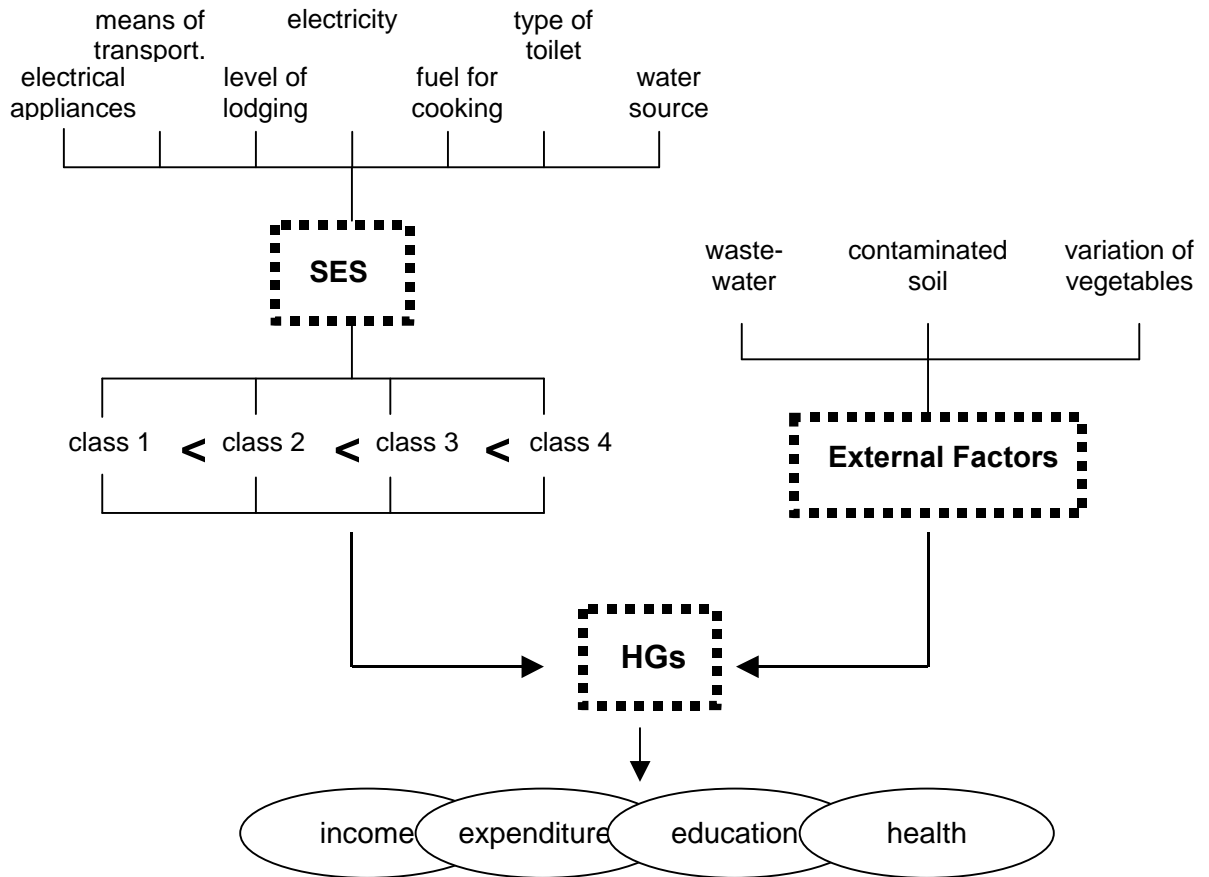 means of
transport.
electricity
type of
toilet
electrical
appliances
level of
lodging
fuel for
cooking
water
source
SES
waste-
water
contaminated
soil
variation of
vegetables
class 1 < class 2 < class 3 < class 4
External Factors
HGs
income expenditure education health